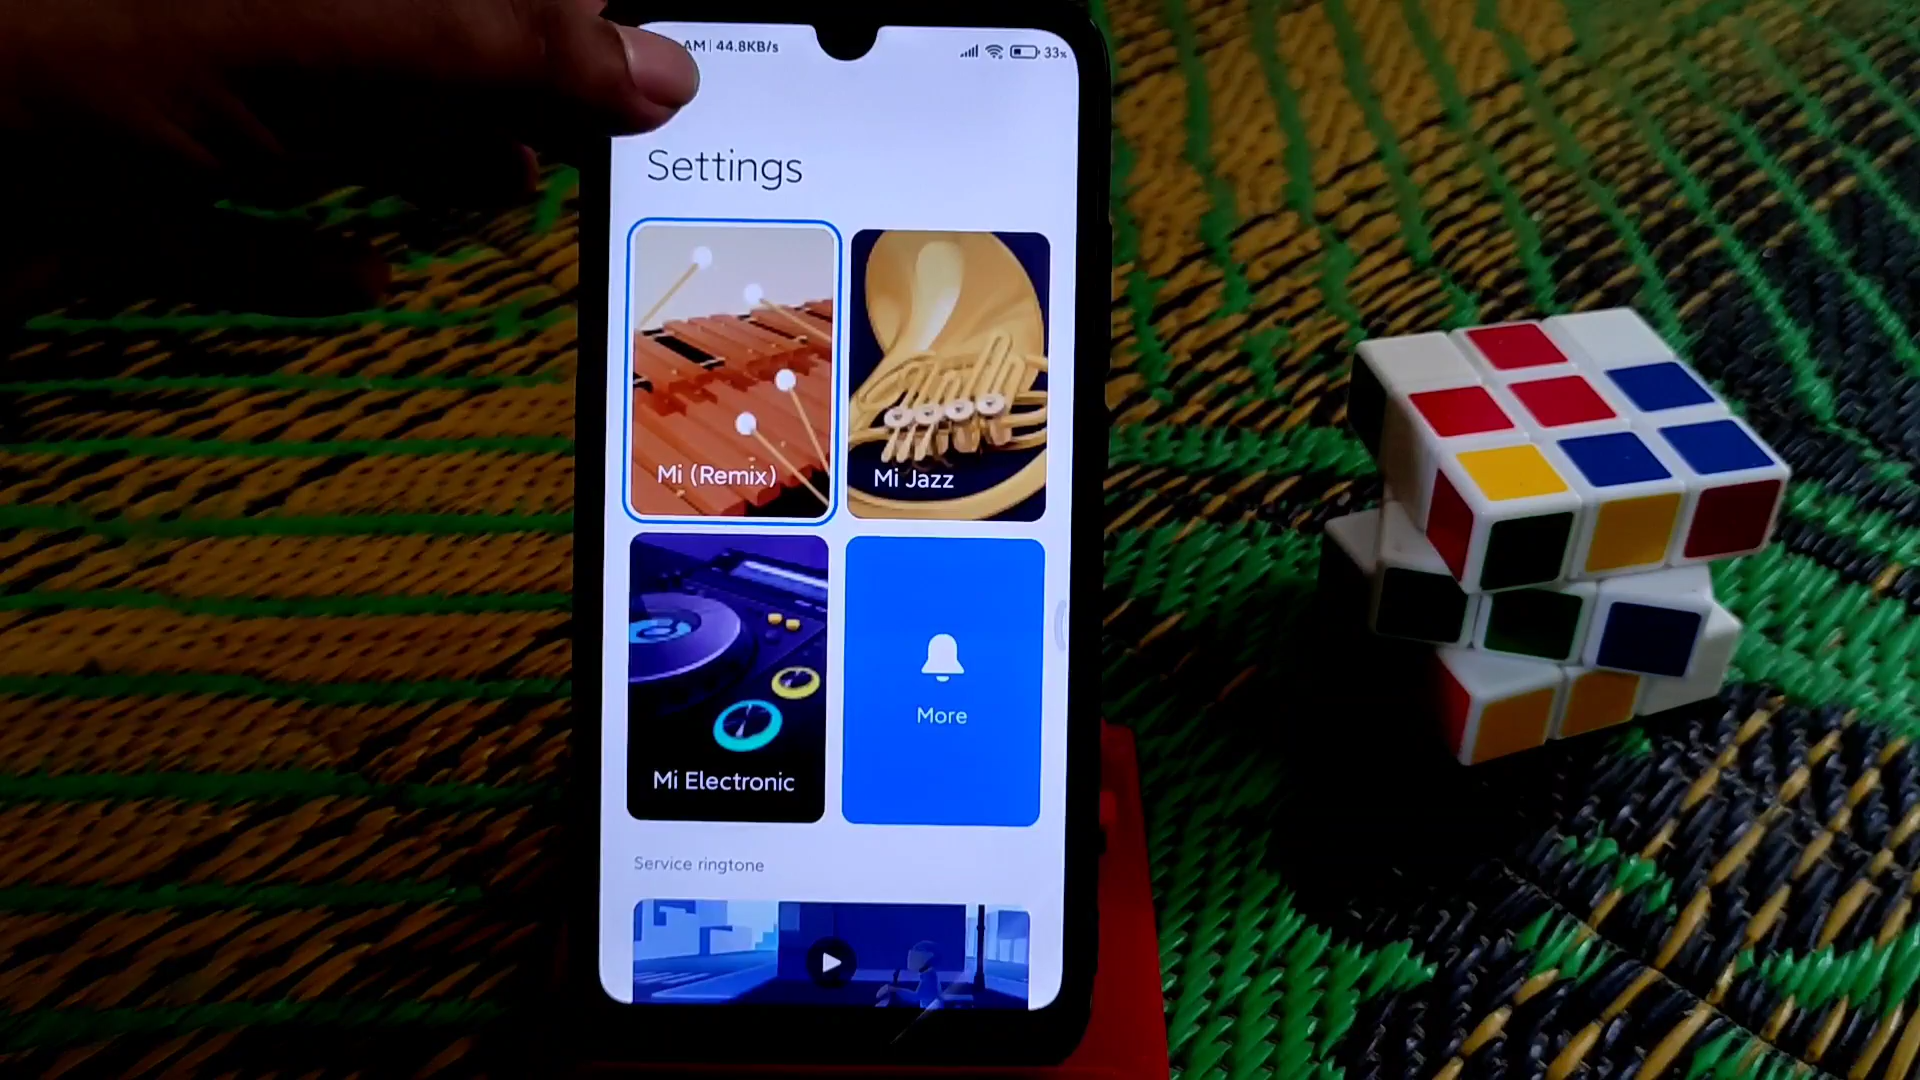 AM | 44.8KB/s
33%
Settings
Mi (Remix)
Mi Jazz
Mi Electronic
More
Service ringtone